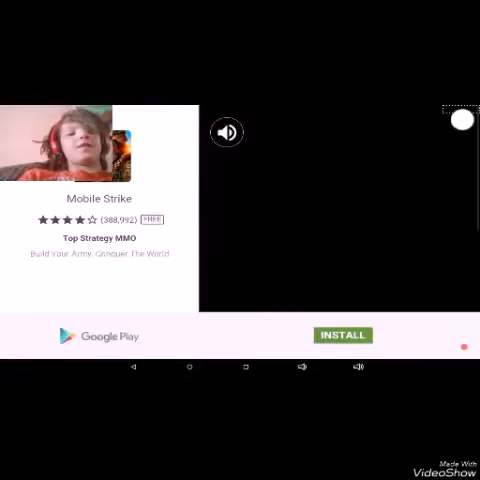 Mobile Strike
(388,992) FREE
Top Strategy MMO
Build Your Army. Conquer The World
Google Play
INSTALL
Made With
VideoShow